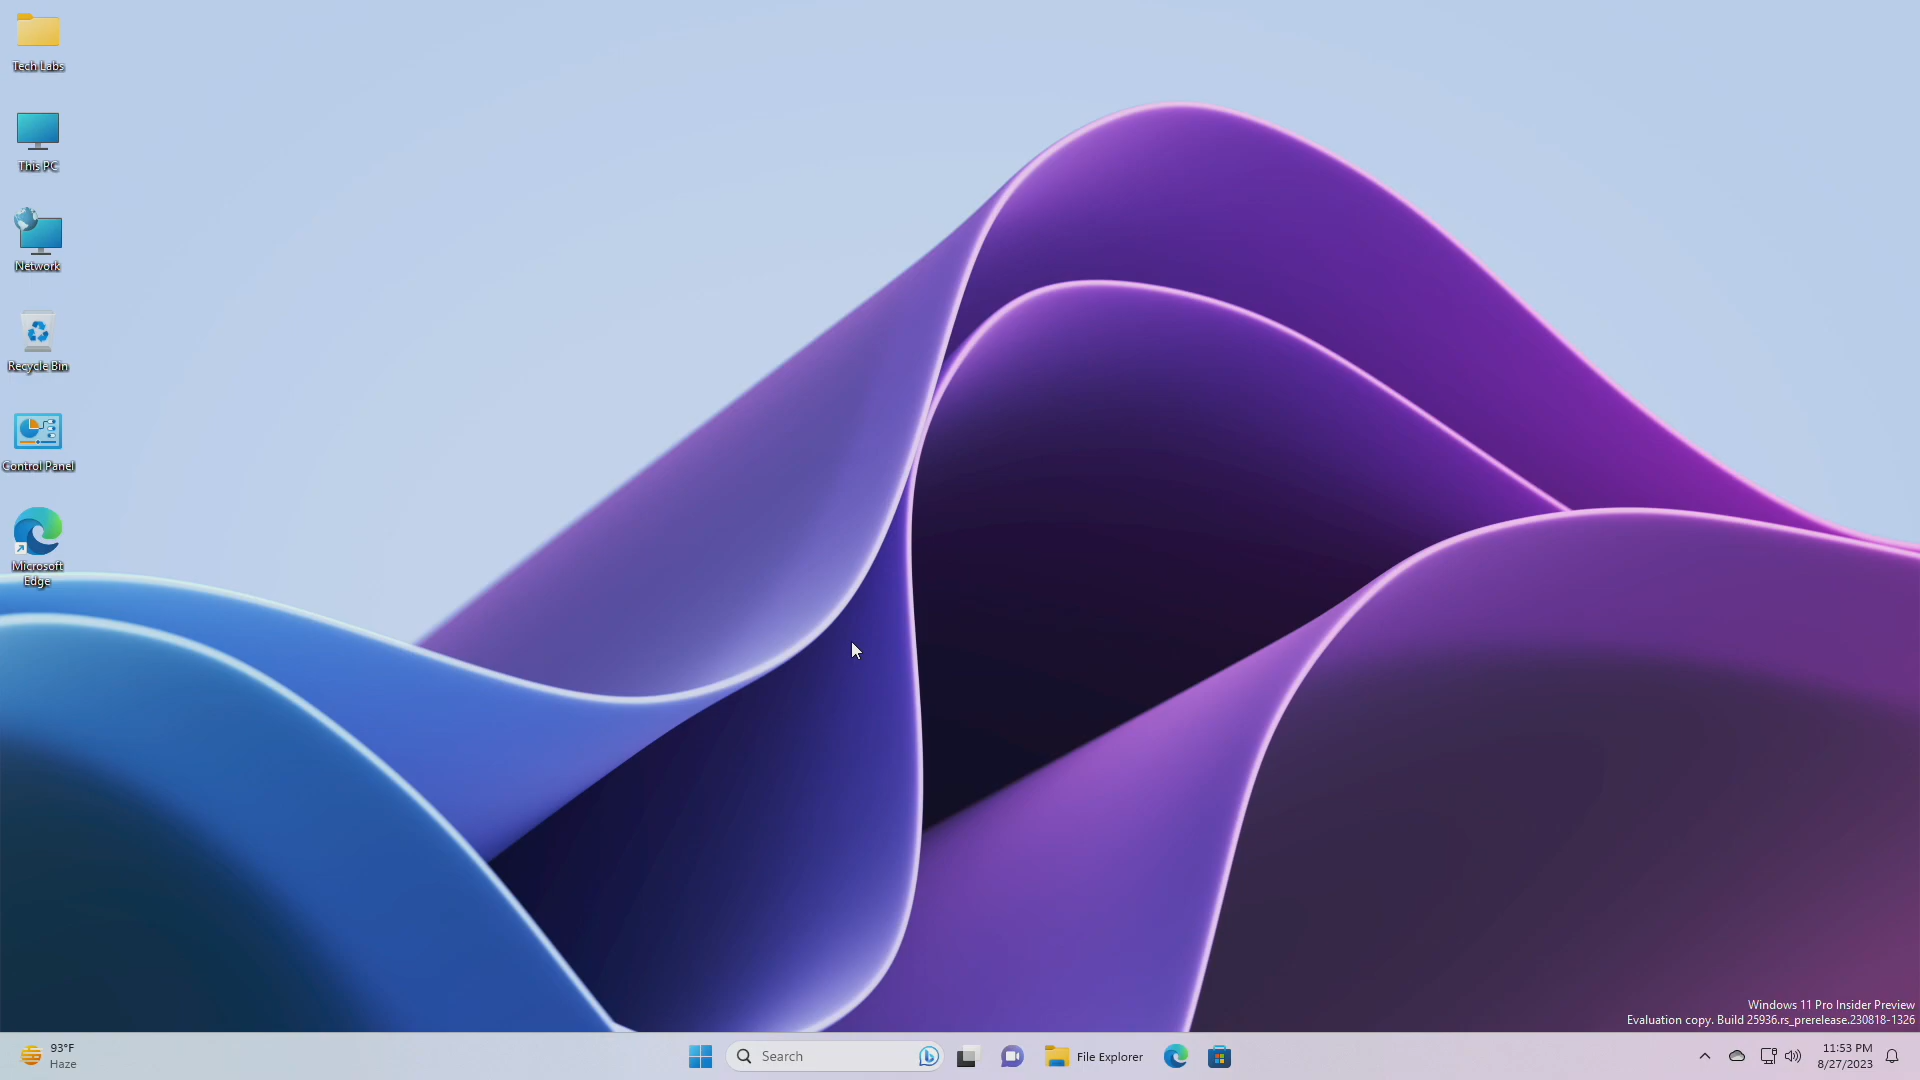 Tech Labs
This PC
Network
Recycle Bin
Control Panel
Microsoft
Edge
Windows 11 Pro Insider Preview
Evaluation copy. Build 25936.rs_prerelease.230818-1326
93°F
Haze
Search
File Explorer
11:53 PM
8/27/2023